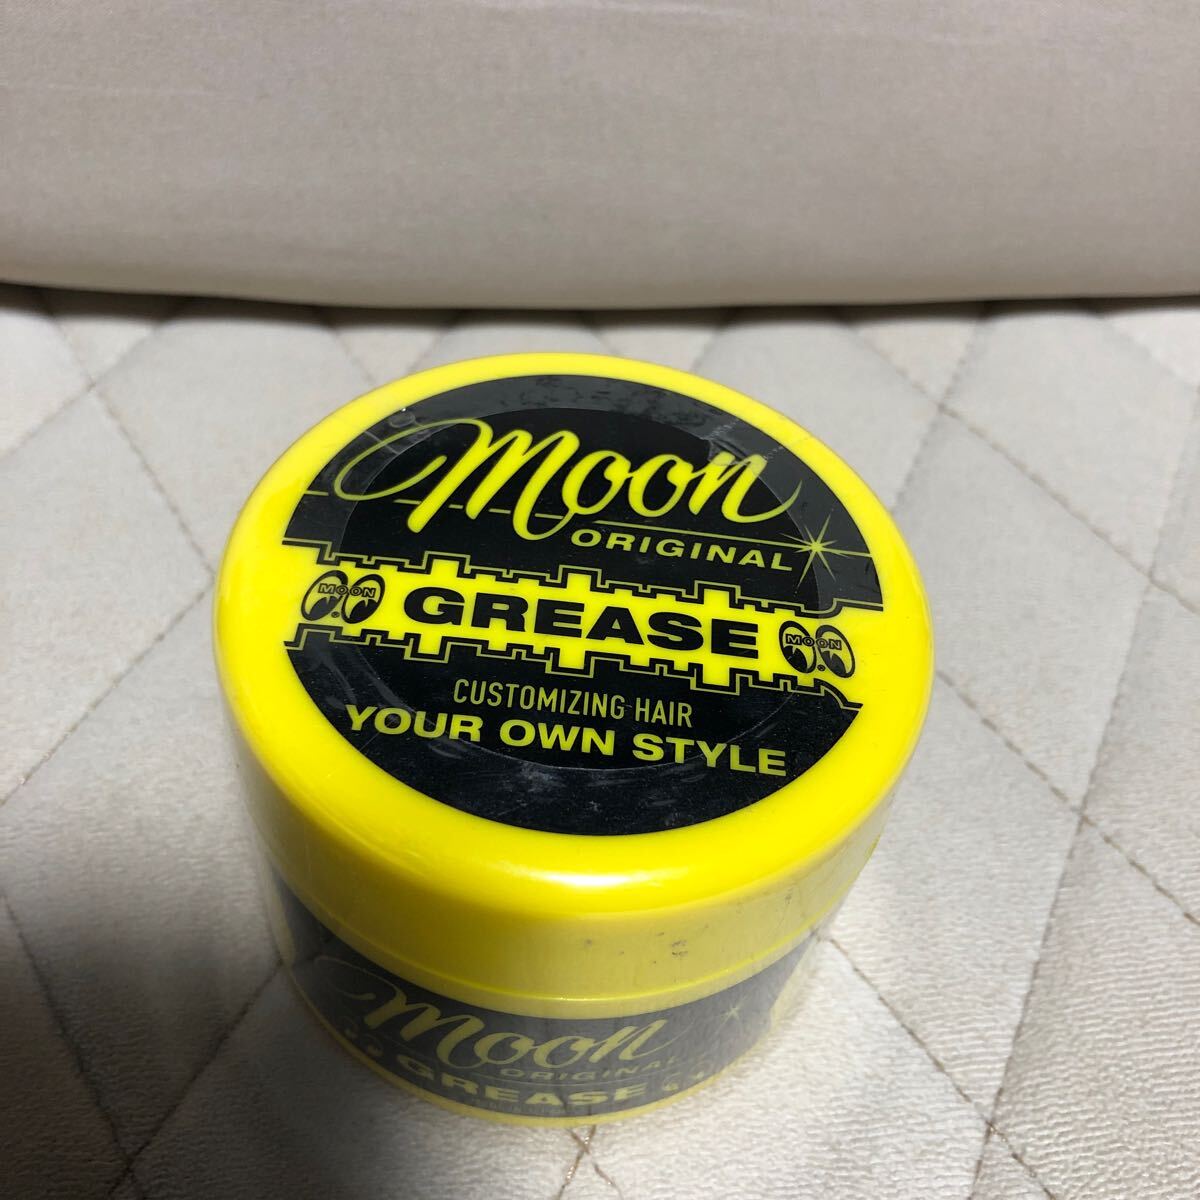 moon
ORIGINAL
MOON GREASE MOON
CUSTOMIZING HAIR
YOUR OWN STYLE
moon
ORIGINAL
GREASE